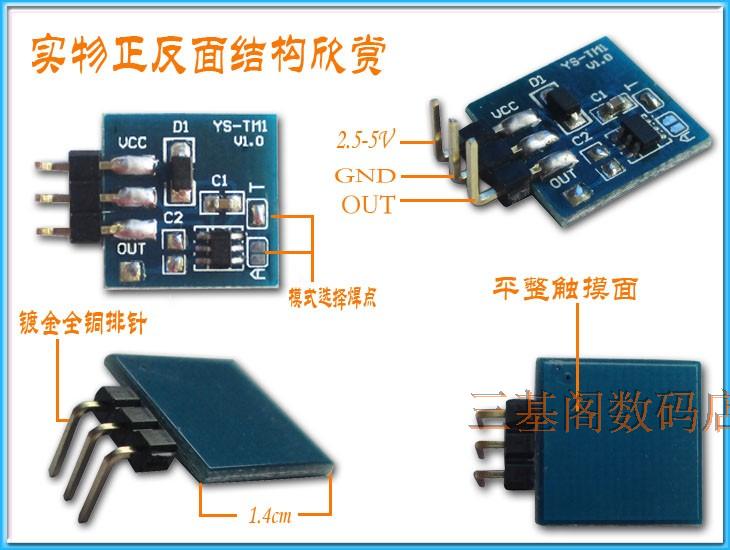 实物正反面结构欣赏
D1
YS-TM1
V1.0
VCC
C1
T
C2
OUT
A
模式选择焊点
2.5-5V
GND
OUT
D1
YS-TM1
V1.0
VCC
C1
T
C2
OUT
A
镀金全铜排针
平整触摸面
三基阁数码店
1.4cm